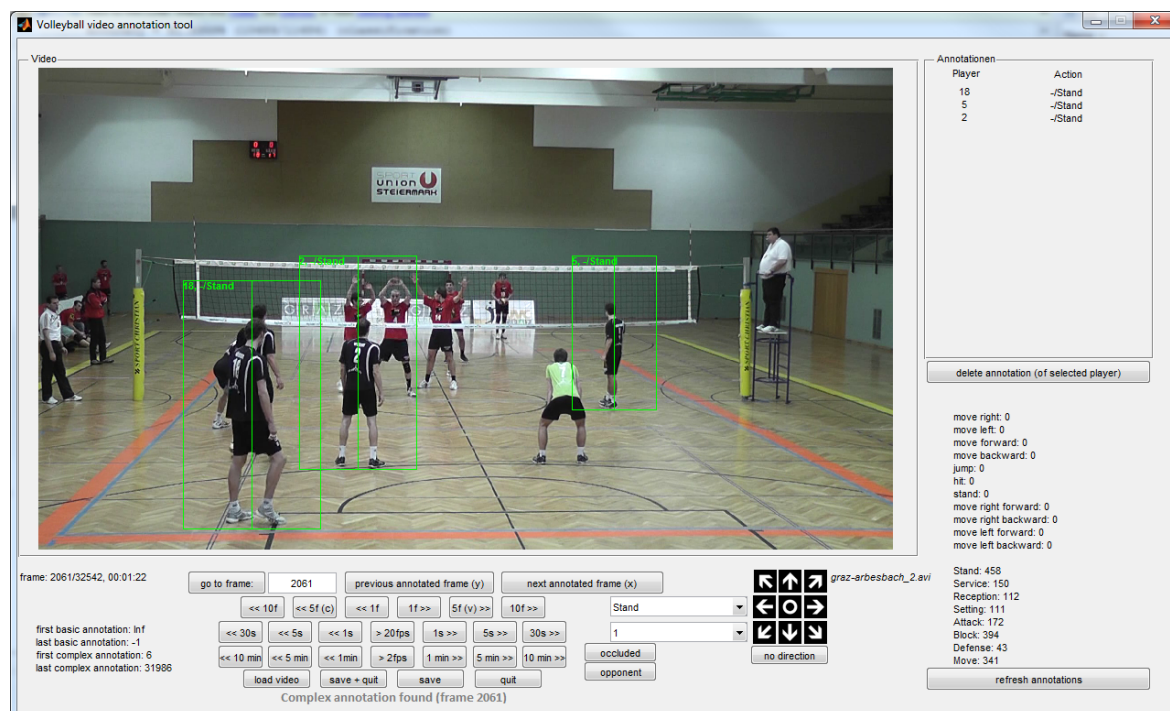 Volleyball video annotation tool
Video
SPORT
union
STEIERMARK
2, -/Stand
5, -/Stand
18, -/Stand
GRAZ
SPORT CHRISTIAN
SPORT CHRISTIAN
2
Annotationen
Player Action
18 -/Stand
5 -/Stand
2 -/Stand
delete annotation (of selected player)
move right: 0
move left: 0
move forward: 0
move backward: 0
jump: 0
hit: 0
stand: 0
move right forward: 0
move right backward: 0
move left forward: 0
move left backward: 0
Stand: 458
Service: 150
Reception: 112
Setting: 111
Attack: 172
Block: 394
Defense: 43
Move: 341
refresh annotations
frame: 2061/32542, 00:01:22
go to frame: 2061 previous annotated frame (y) next annotated frame (x)
graz-arbesbach_2.avi
<< 10f << 5f (c) << 1f 1f >> 5f (v) >> 10f >>
Stand
<< 30s << 5s << 1s > 20fps 1s >> 5s >> 30s >>
1
<< 10 min << 5 min << 1min > 2fps 1 min >> 5 min >> 10 min >>
occluded
no direction
load video save + quit save quit
opponent
first basic annotation: Inf
last basic annotation: -1
first complex annotation: 6
last complex annotation: 31986
Complex annotation found (frame 2061)